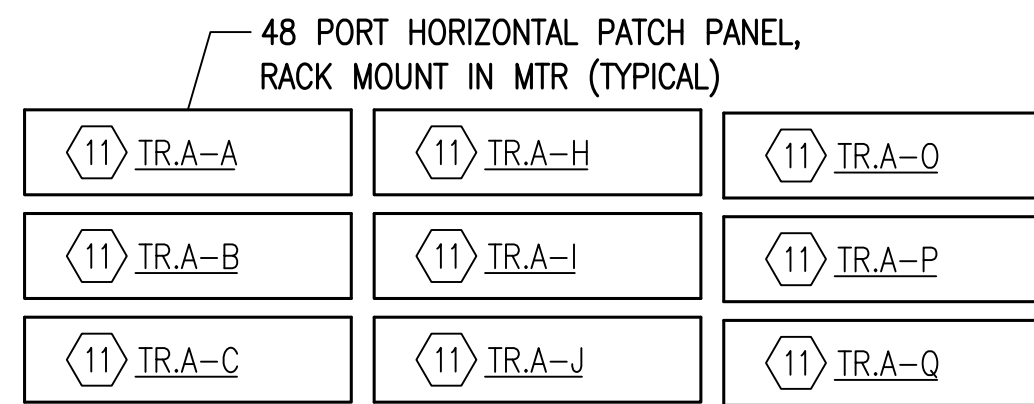 48 PORT HORIZONTAL PATCH PANEL,
RACK MOUNT IN MTR (TYPICAL)
11 TR.A-A
11 TR.A-H
11 TR.A-O
11 TR.A-B
11 TR.A-I
11 TR.A-P
11 TR.A-C
11 TR.A-J
11 TR.A-Q